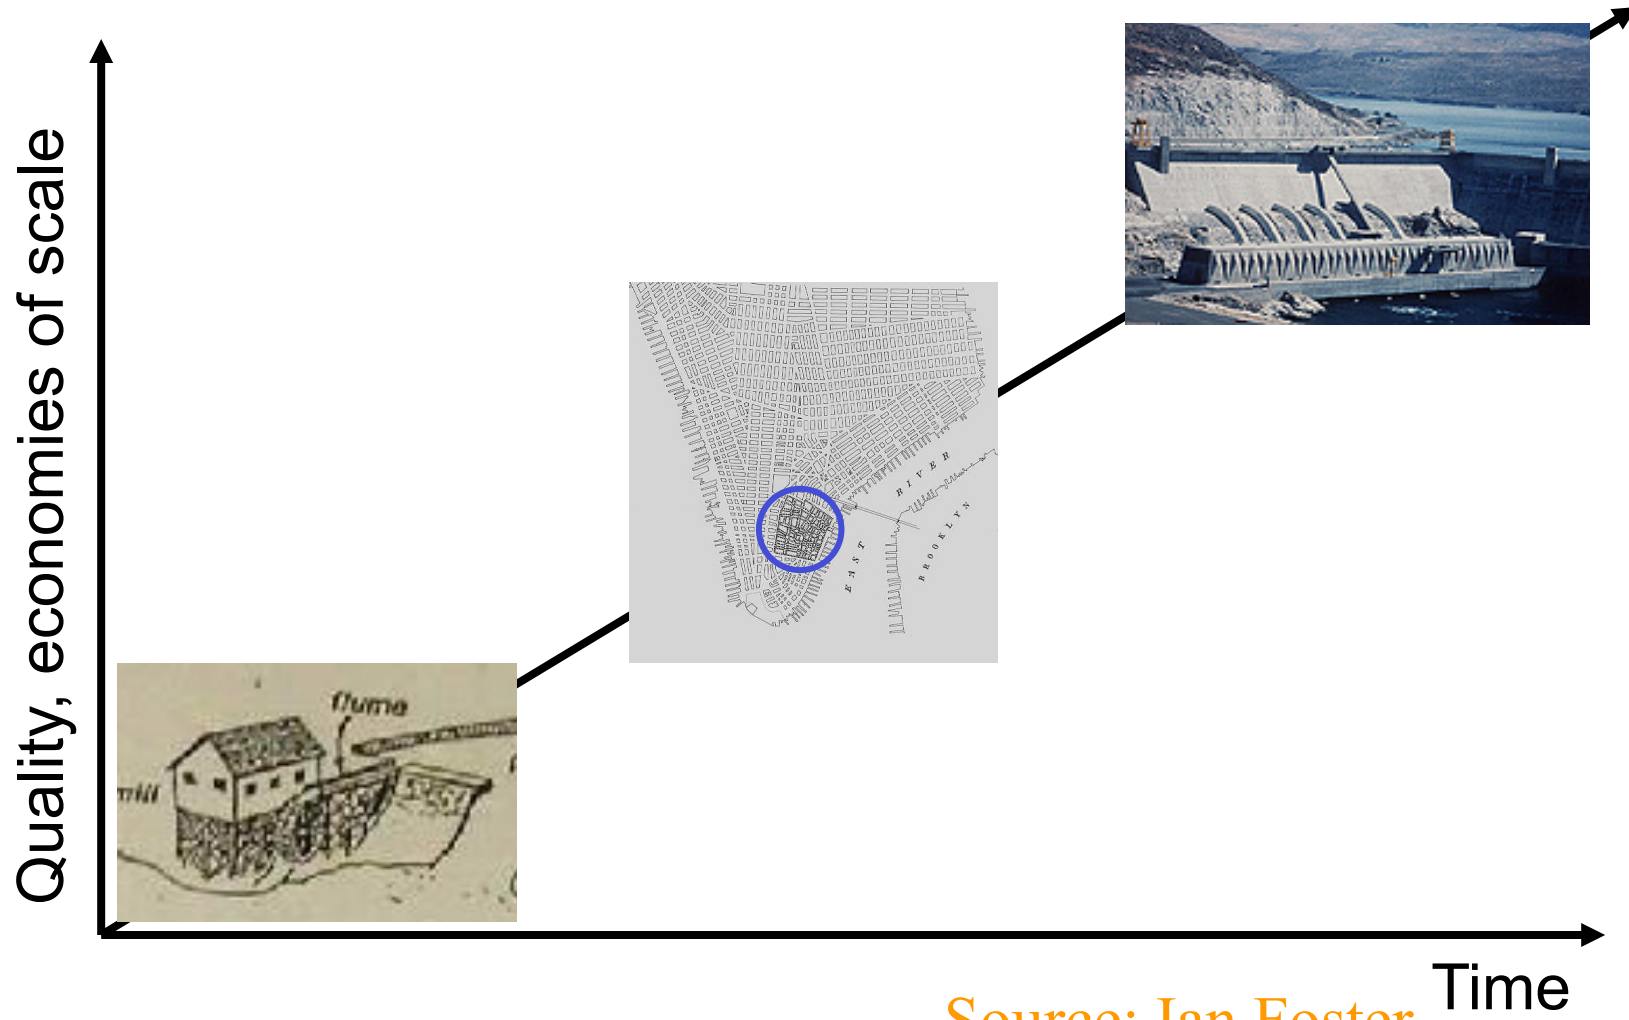 Quality, economies of scale
flume
mill
EAST RIVER
BROOKLYN
Time
Source: Ian Foster